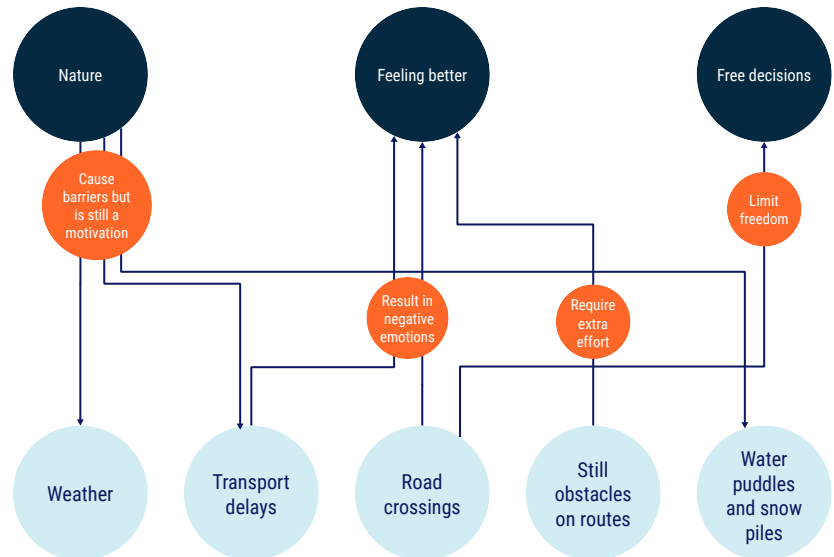 Nature
Feeling better
Free decisions
Cause
barriers but
is still a
motivation
Limit
freedom
Result in
negative
emotions
Require
extra
effort
Weather
Transport
delays
Road
crossings
Still
obstacles
on routes
Water
puddles
and snow
piles